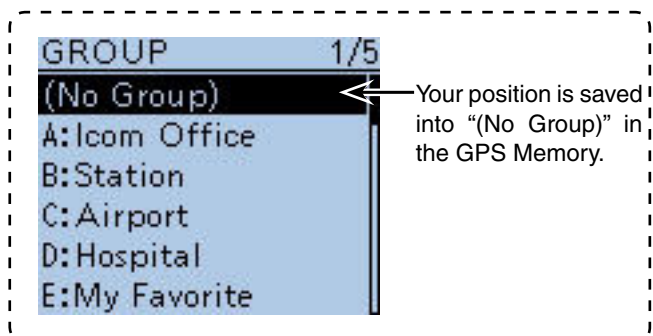 GROUP 1/5
(No Group)
A:Icom Office
B:Station
C:Airport
D:Hospital
E:My Favorite
Your position is saved
into “(No Group)” in
the GPS Memory.